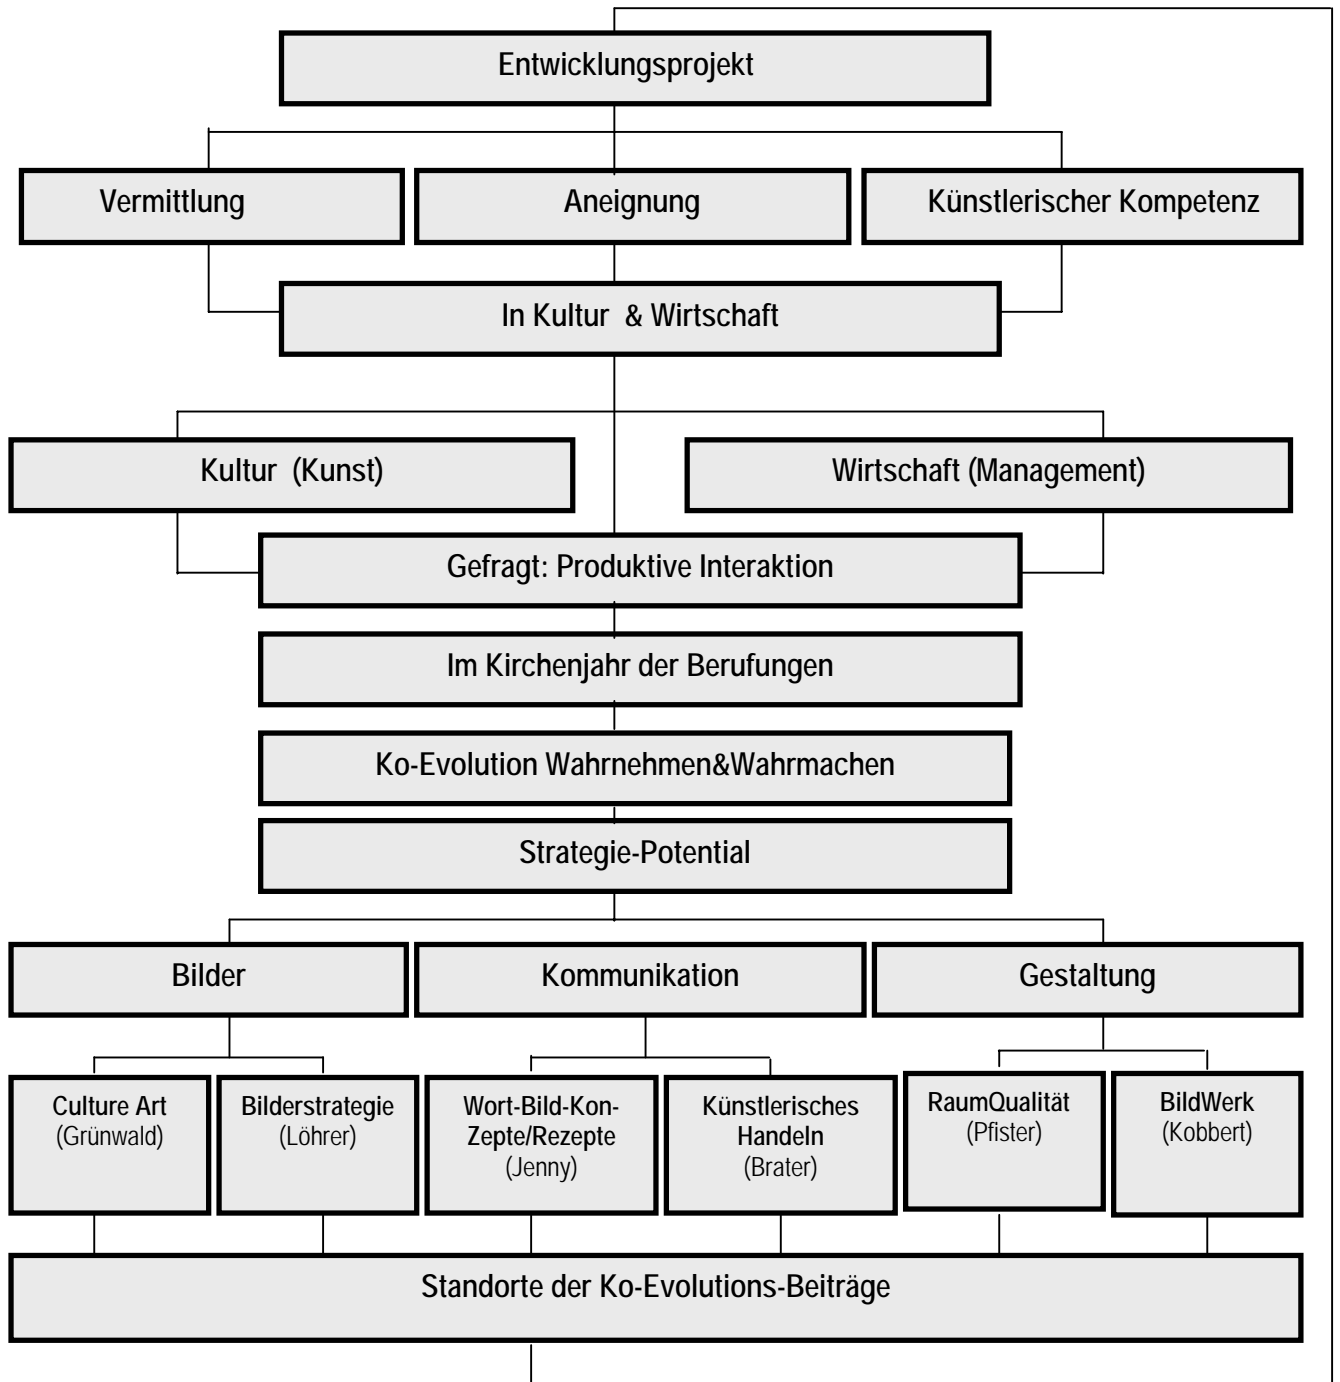 Entwicklungsprojekt
Vermittlung
Aneignung
Künstlerischer Kompetenz
In Kultur & Wirtschaft
Kultur (Kunst)
Wirtschaft (Management)
Gefragt: Produktive Interaktion
Im Kirchenjahr der Berufungen
Ko-Evolution Wahrnehmen&Wahrmachen
Strategie-Potential
Bilder
Kommunikation
Gestaltung
Culture Art
(Grünwald)
Bilderstrategie
(Löhrer)
Wort-Bild-Kon-
Zepte/Rezepte
(Jenny)
Künstlerisches
Handeln
(Brater)
RaumQualität
(Pfister)
BildWerk
(Kobbert)
Standorte der Ko-Evolutions-Beiträge